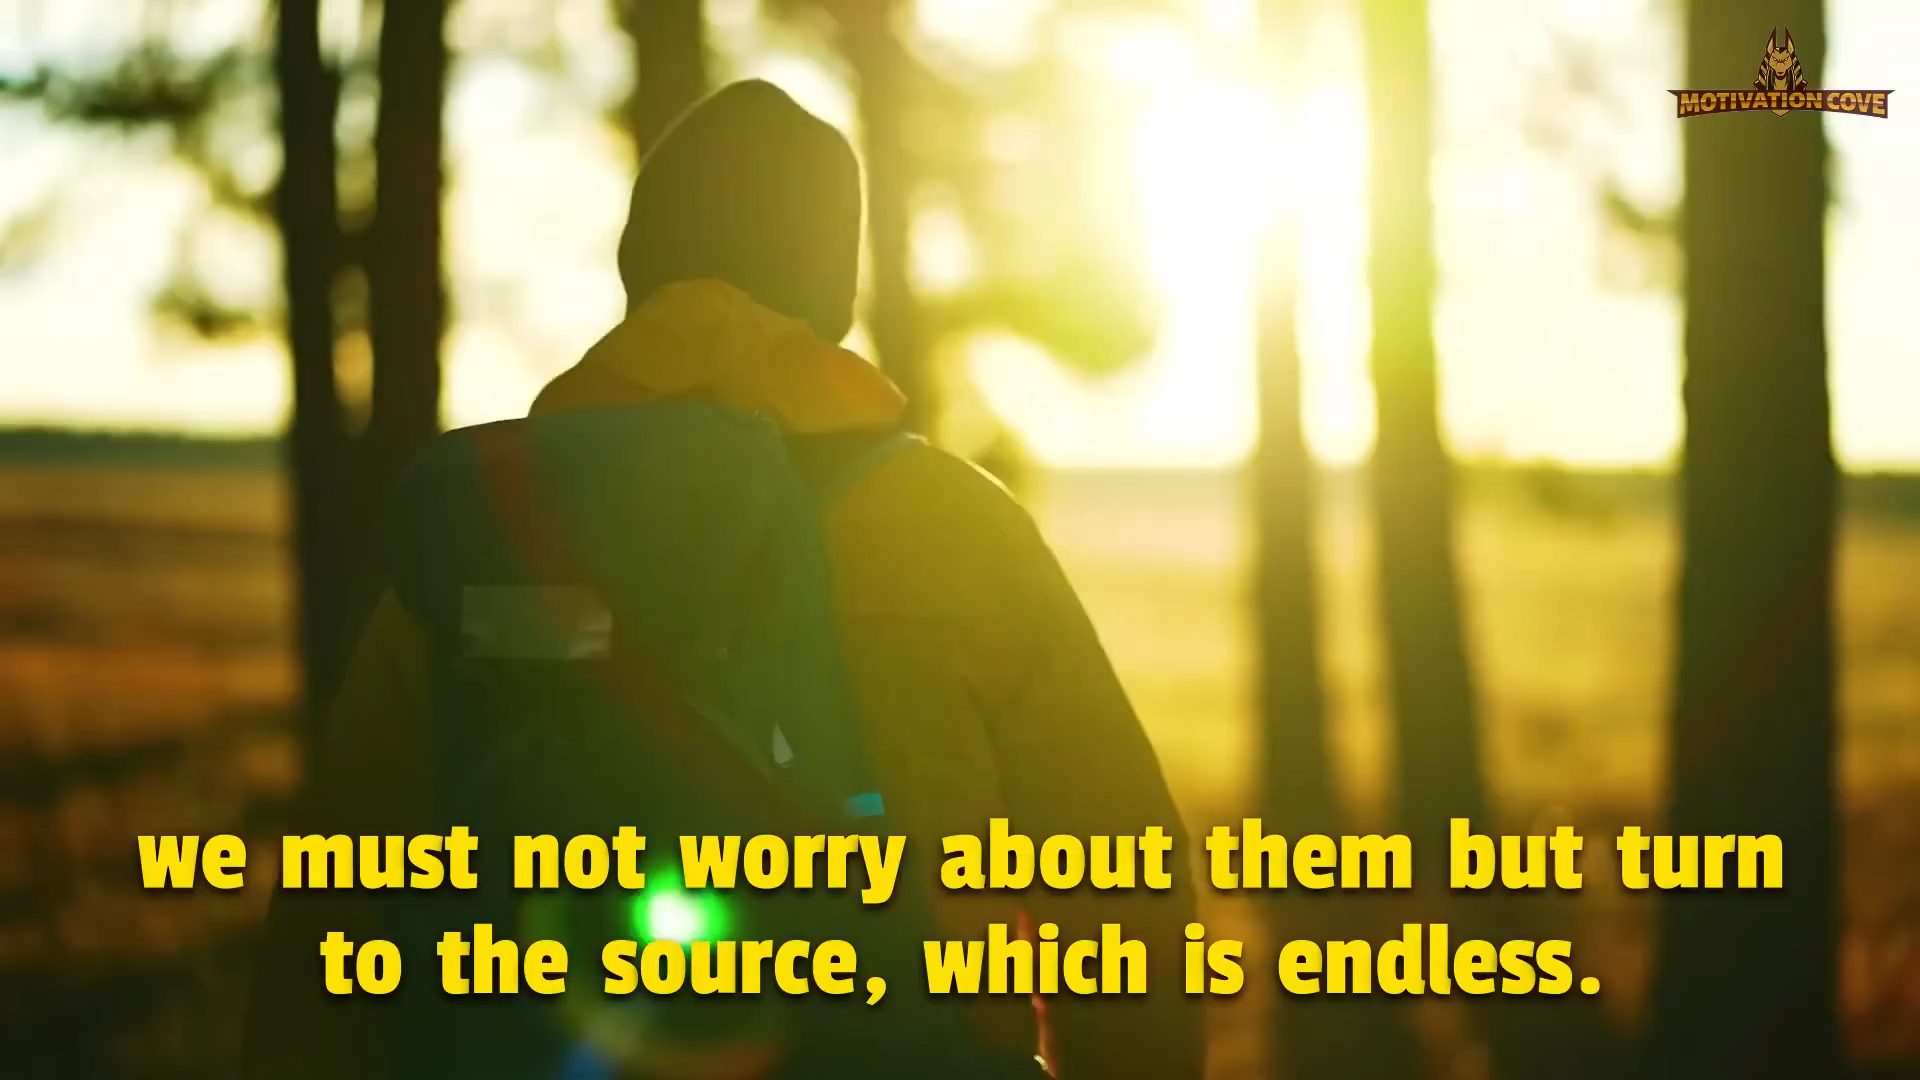 MOTIVATION COVE
we must not worry about them but turn
to the source, which is endless.